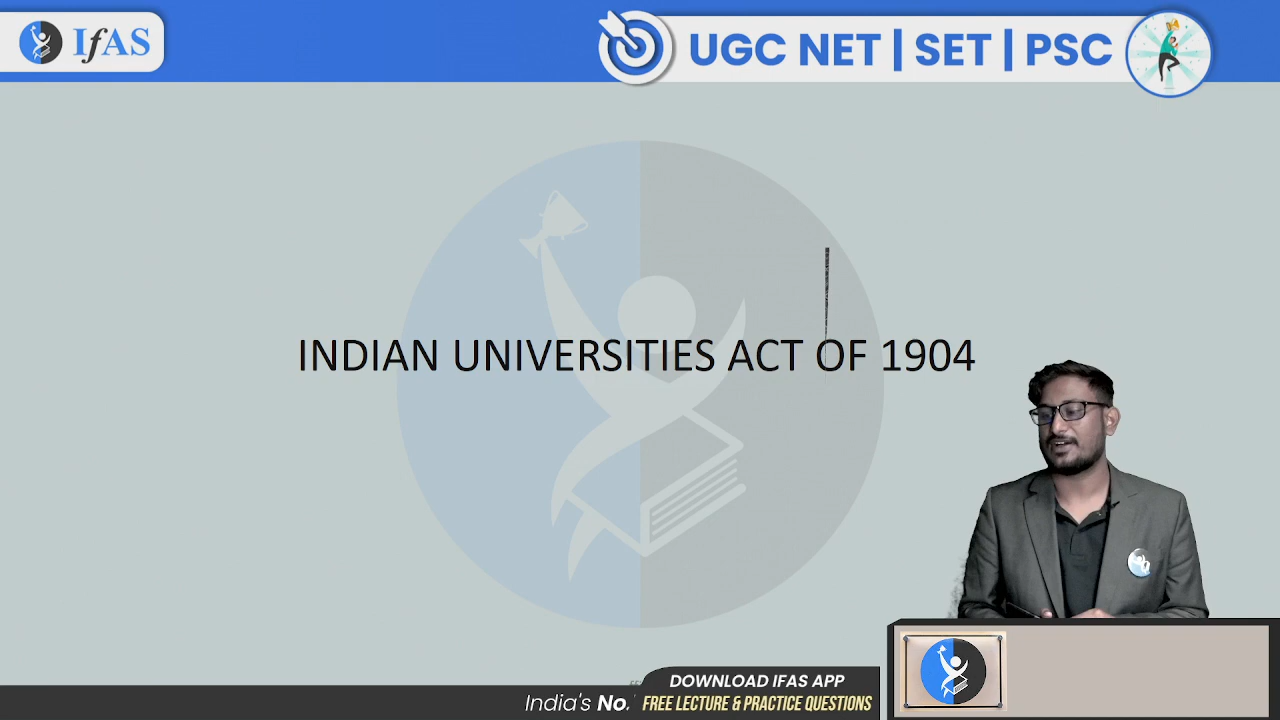 IfAS
UGC NET | SET | PSC
INDIAN UNIVERSITIES ACT OF 1904
DOWNLOAD IFAS APP
India's No.
FREE LECTURE & PRACTICE QUESTIONS